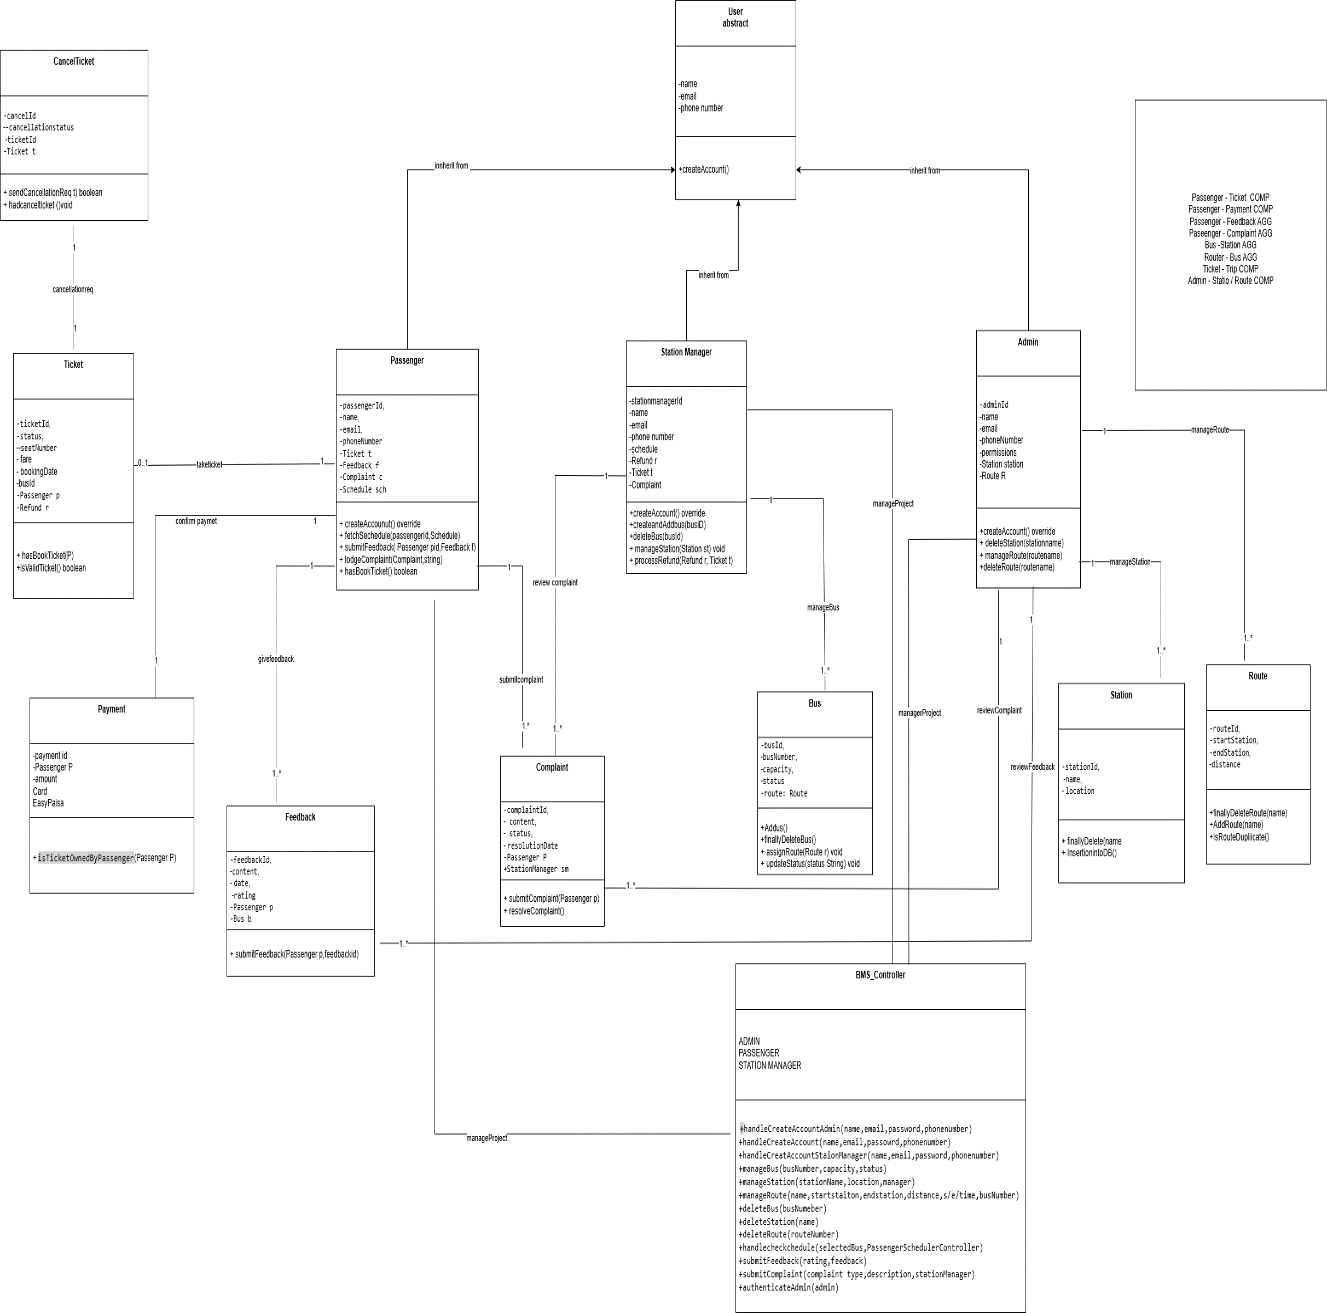 User
abstract
-name
-email
-phone number
+createAccount()
CancelTicket
-cancelId
--cancellationstatus
-ticketId
-Ticket t
+ sendCancellationReq t) boolean
+ hadcancelticket ()void
1
cancellationreq
1
innherit from
inherit from
inherit from
Passenger - Ticket COMP
Passenger - Payment COMP
Passenger - Feedback AGG
Paseenger - Complaint AGG
Bus -Station AGG
Router - Bus AGG
Ticket - Trip COMP
Admin - Statio / Route COMP
Ticket
-ticketId,
-status,
--seatNumber
- fare
- bookingDate
-busId
-Passenger p
-Refund r
+ hasBookTicket(P)
+isValidTicket() boolean
0..1
taketicket
1
Passenger
-passengerId,
-name,
-email,
-phoneNumber
-Ticket t
-Feedback f
-Complaint c
-Schedule sch
+ createAccounut() override
+ fetchSechedule(passengerId,Schedule)
+ submitFeedback( Passenger pid,Feedback f)
+ lodgeComplaint(Complaint,string)
+ hasBookTicket() boolean
Station Manager
-stationmanagerId
-name
-email
-phone number
-schedule
-Refund r
-Ticket t
-Complaint
+createAccount() override
+createandAddbus(busiD)
+deleteBus(busId)
+ manageStation(Station st) void
+ processRefund(Refund r, Ticket t)
Admin
-adminId
-name
-email
-phoneNumber
-permissions
-Station station
-Route R
+createAccount() override
+ deleteStation(stationname)
+ manageRoute(routename)
+deleteRoute(routename)
1
manageRoute
1..*
1
manageStation
1..*
confirm paymet
1
1
1
givefeedback
1..*
1
submitcomplaint
1..*
1
review complaint
1..*
1
manageBus
1..*
manageProject
managerProject
1
reviewComplaint
1..*
1
reviewFeedback
1..*
Payment
-payment id
-Passenger P
-amount
Card
EasyPaisa
+isTicketOwnedByPassenger(Passenger P)
Feedback
-feedbackId,
-content,
-date,
-rating
-Passenger p
-Bus b
+ submitFeedback(Passenger p,feedbackid)
Complaint
-complaintId,
- content,
- status,
- resolutionDate
-Passenger P
+StationManager sm
+ submitComplaint(Passenger p)
+ resolveComplaint()
Bus
-busId,
-busNumber,
-capacity,
-status
-route: Route
+Addus()
+finallyDeleteBus()
+ assignRoute(Route r) void
+ updateStatus(status String) void
Station
-stationId,
-name,
-location
+ finallyDelete(name
+ InsertionIntoDB()
Route
-routeId,
-startStation,
-endStation,
-distance
+finallyDeleteRoute(name)
+AddRoute(name)
+IsRouteDupliicate()
manageProject
BMS_Controller
ADMIN
PASSENGER
STATION MANAGER
+handleCreateAccountAdmin(name,email,password,phonenumber)
+handleCreateAccount(name,email,passowrd,phonenumber)
+handleCreatAccountStaionManager(name,email,password,phonenumber)
+manageBus(busNumber,capacity,status)
+manageStation(stationName,location,manager)
+manageRoute(name,startstaiton,endstation,distance,s/e/time,busNumber)
+deleteBus(busNumeber)
+deleteStation(name)
+deleteRoute(routeNumber)
+handlecheckchedule(selectedBus,PassengerSchedulerController)
+submitFeedback(rating,feedback)
+submitComplaint(complaint type,description,stationManager)
+authenticateAdmin(admin)